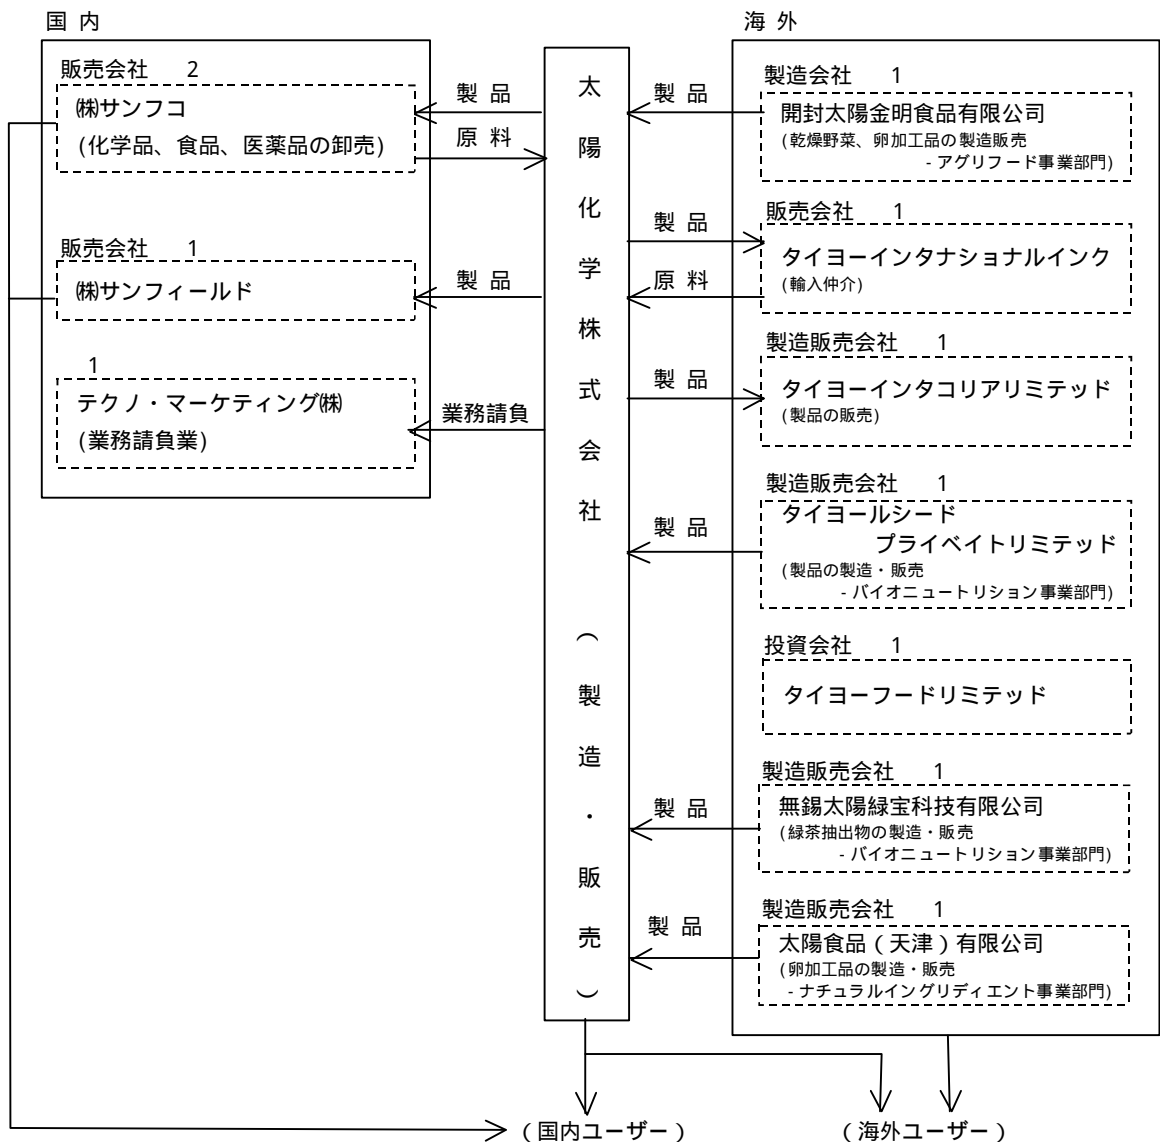 国 内
販売会社 2
㈱サンフコ
(化学品、食品、医薬品の卸売)
製 品
原 料
販売会社 1
㈱サンフィールド
製 品
1
テクノ・マーケティング㈱
(業務請負業)
業務請負
太陽化学株式会社(製造・販売)
海 外
製造会社 1
製 品
開封太陽金明食品有限公司
(乾燥野菜、卵加工品の製造販売
- アグリフード事業部門)
販売会社 1
製 品
原 料
タイヨーインタナショナルインク
(輸入仲介)
製造販売会社 1
製 品
タイヨーインタコリアリミテッド
(製品の販売)
製造販売会社 1
製 品
タイヨールシード
プライベイトリミテッド
(製品の製造・販売
- バイオニュートリション事業部門)
投資会社 1
タイヨーフードリミテッド
製造販売会社 1
製 品
無錫太陽緑宝科技有限公司
(緑茶抽出物の製造・販売
- バイオニュートリション事業部門)
製造販売会社 1
製 品
太陽食品(天津)有限公司
(卵加工品の製造・販売
- ナチュラルイングリディエント事業部門)
(国内ユーザー)
(海外ユーザー)